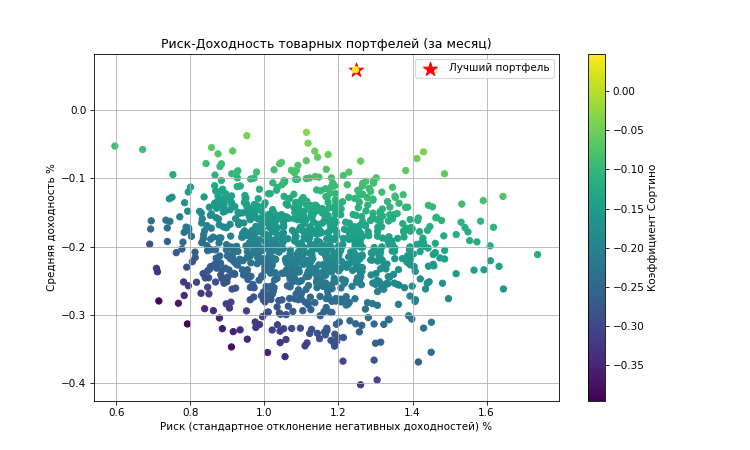 Риск-Доходность товарных портфелей (за месяц)
Лучший портфель
0.0
−0.1
−0.2
−0.3
−0.4
Средняя доходность %
0.6 0.8 1.0 1.2 1.4 1.6
Риск (стандартное отклонение негативных доходностей) %
0.00
−0.05
−0.10
−0.15
−0.20
−0.25
−0.30
−0.35
Коэффициент Сортино